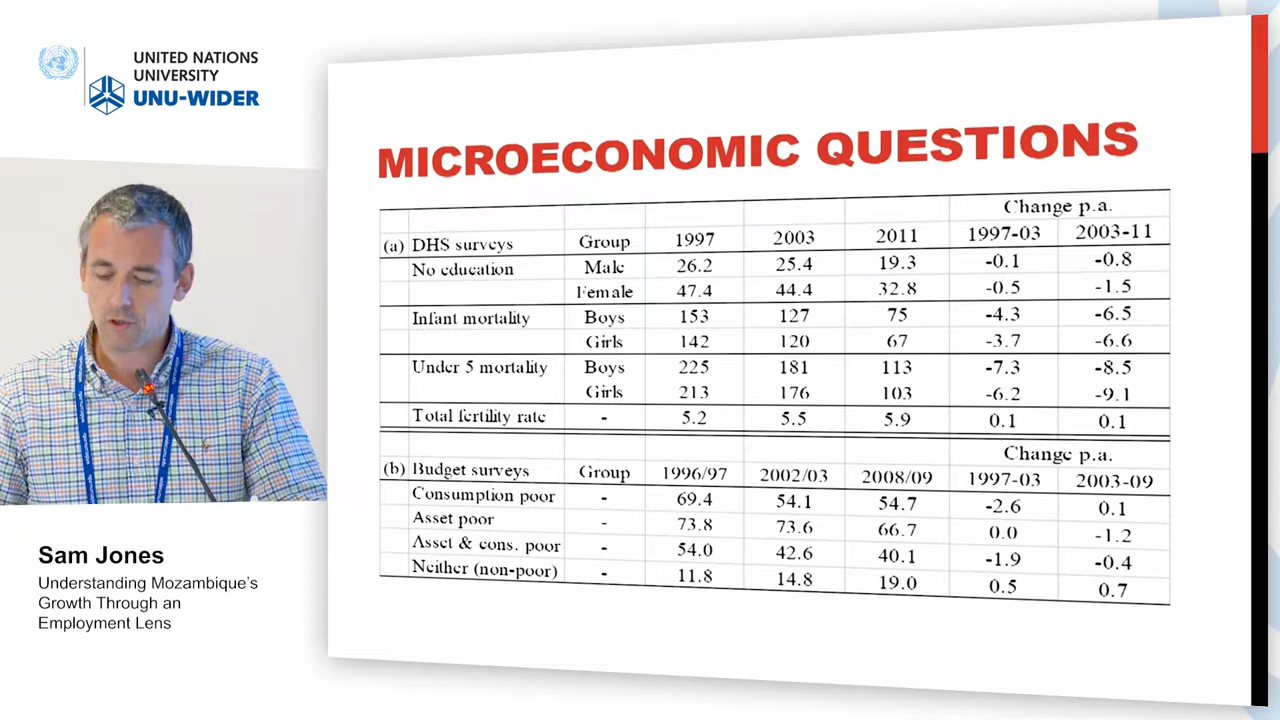 UNITED NATIONS
UNIVERSITY
UNU-WIDER
MICROECONOMIC QUESTIONS
Change p.a.
(a) DHS surveys Group 1997 2003 2011 1997-03 2003-11
No education Male 26.2 25.4 19.3 -0.1 -0.8
Female 47.4 44.4 32.8 -0.5 -1.5
Infant mortality Boys 153 127 75 -4.3 -6.5
Girls 142 120 67 -3.7 -6.6
Under 5 mortality Boys 225 181 113 -7.3 -8.5
Girls 213 176 103 -6.2 -9.1
Total fertility rate - 5.2 5.5 5.9 0.1 0.1
Change p.a.
(b) Budget surveys Group 1996/97 2002/03 2008/09 1997-03 2003-09
Consumption poor - 69.4 54.1 54.7 -2.6 0.1
Asset poor - 73.8 73.6 66.7 0.0 -1.2
Asset & cons. poor - 54.0 42.6 40.1 -1.9 -0.4
Neither (non-poor) - 11.8 14.8 19.0 0.5 0.7
Sam Jones
Understanding Mozambique's
Growth Through an
Employment Lens